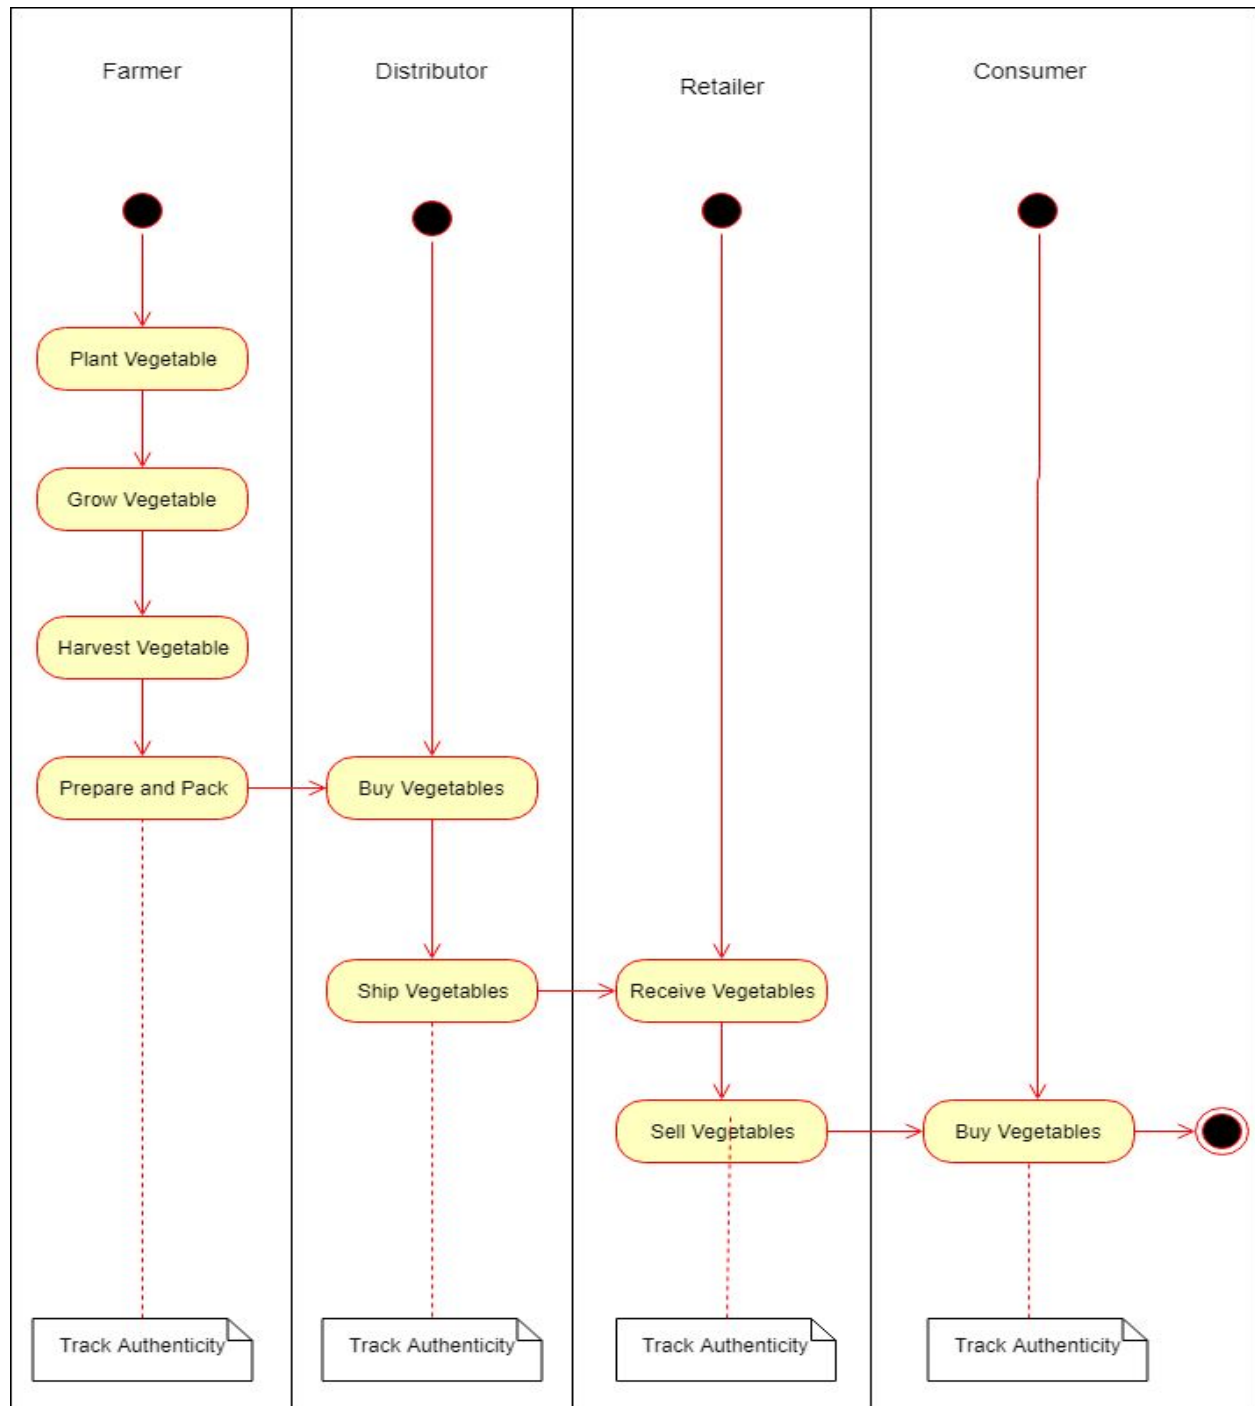 Farmer
Distributor
Retailer
Consumer
Plant Vegetable
Grow Vegetable
Harvest Vegetable
Prepare and Pack
Buy Vegetables
Ship Vegetables
Receive Vegetables
Sell Vegetables
Buy Vegetables
Track Authenticity
Track Authenticity
Track Authenticity
Track Authenticity